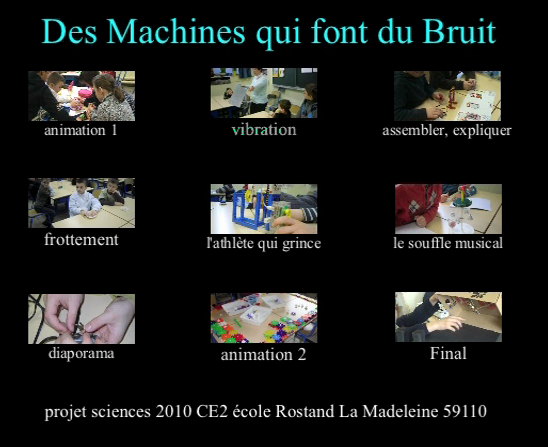 Des Machines qui font du Bruit
animation 1
vibration
assembler, expliquer
frottement
l'athlète qui grince
le souffle musical
diaporama
animation 2
Final
projet sciences 2010 CE2 école Rostand La Madeleine 59110